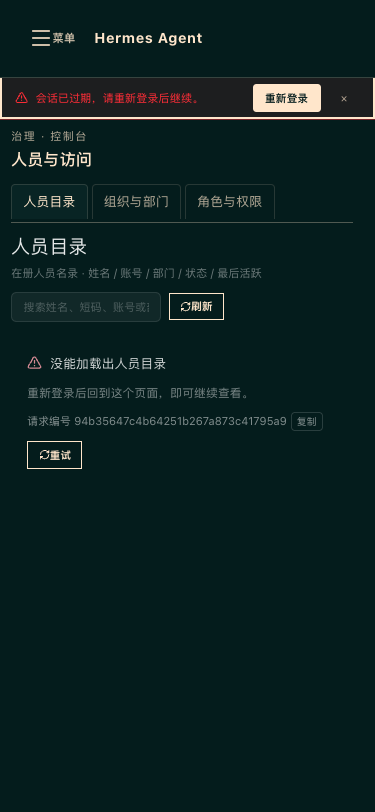 菜单 Hermes Agent
会话已过期，请重新登录后继续。 重新登录 ×
治理 · 控制台
人员与访问
人员目录 组织与部门 角色与权限
人员目录
在册人员名录 · 姓名 / 账号 / 部门 / 状态 / 最后活跃
搜索姓名、短码、账号或 刷新
没能加载出人员目录
重新登录后回到这个页面，即可继续查看。
请求编号 94b35647c4b64251b267a873c41795a9 复制
重试